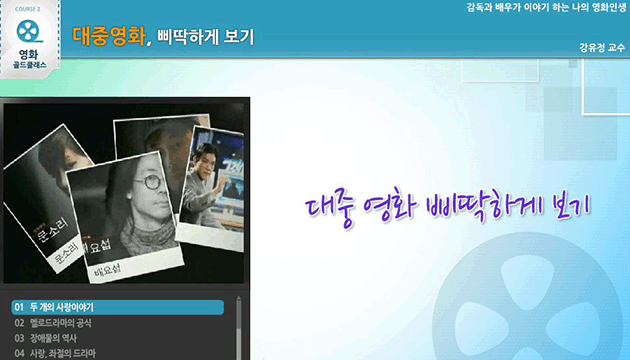 COURSE 2
영화
골드클래스
대중영화, 삐딱하게 보기
감독과 배우가 이야기 하는 나의 영화인생
강유정 교수
문소리
문소리
배요섭
배요섭
대중 영화 삐딱하게 보기
01 두 개의 사랑이야기
02 멜로드라마의 공식
03 장애물의 역사
04 사랑, 좌절의 드라마